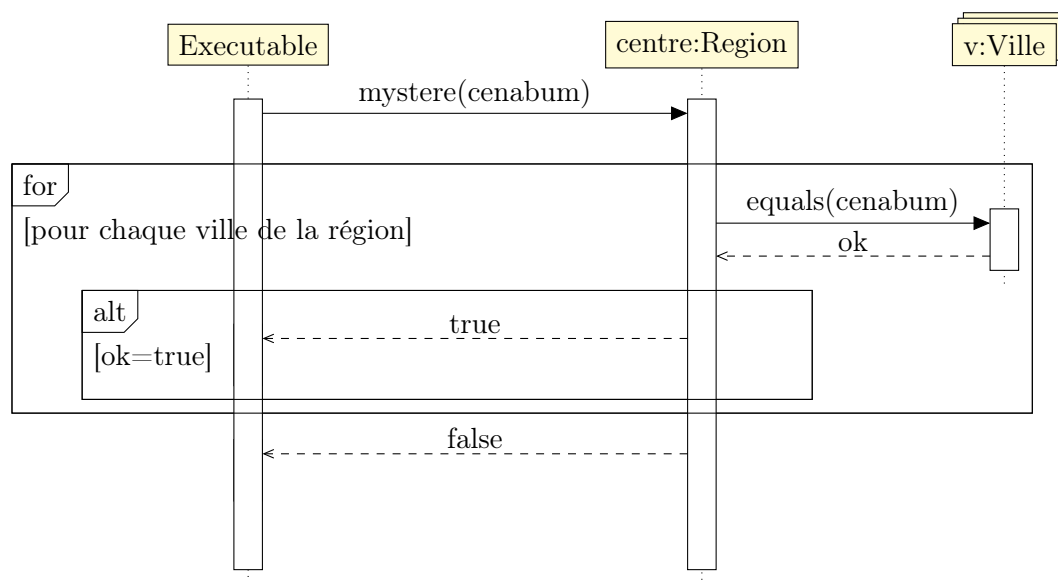 Executable
centre:Region
v:Ville
mystere(cenabum)
for
[pour chaque ville de la région]
equals(cenabum)
ok
alt
[ok=true]
true
false